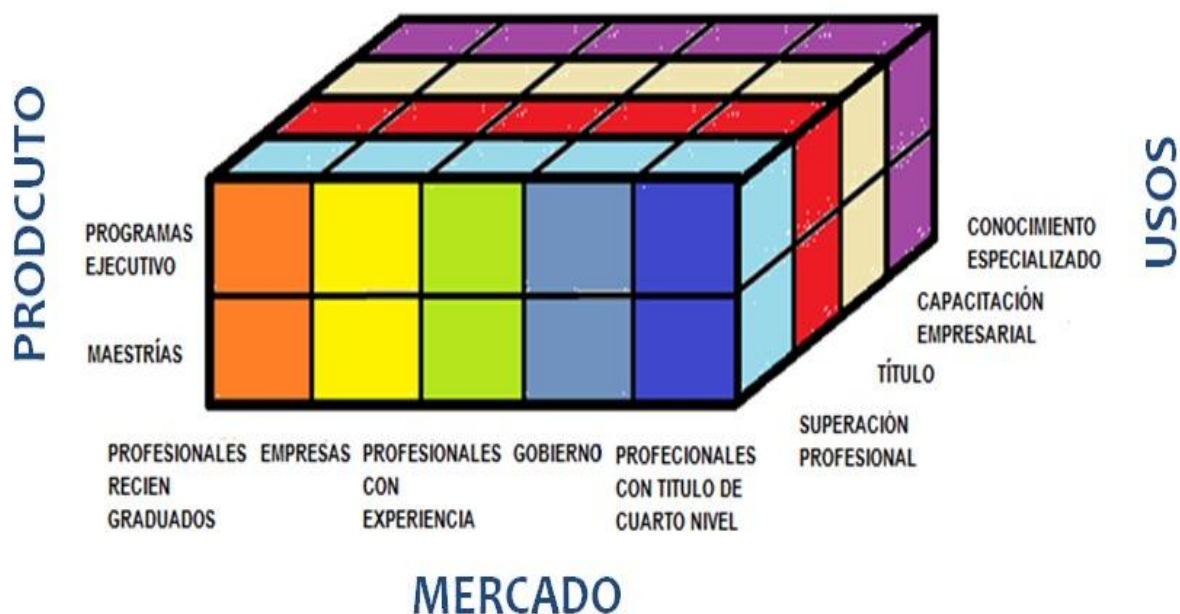 PRODCUTO
PROGRAMAS
EJECUTIVO
MAESTRÍAS
PROFESIONALES
RECIEN
GRADUADOS
EMPRESAS
PROFESIONALES
CON
EXPERIENCIA
GOBIERNO
PROFECIONALES
CON TITULO DE
CUARTO NIVEL
MERCADO
SUPERACIÓN
PROFESIONAL
TÍTULO
CAPACITACIÓN
EMPRESARIAL
CONOCIMIENTO
ESPECIALIZADO
USOS